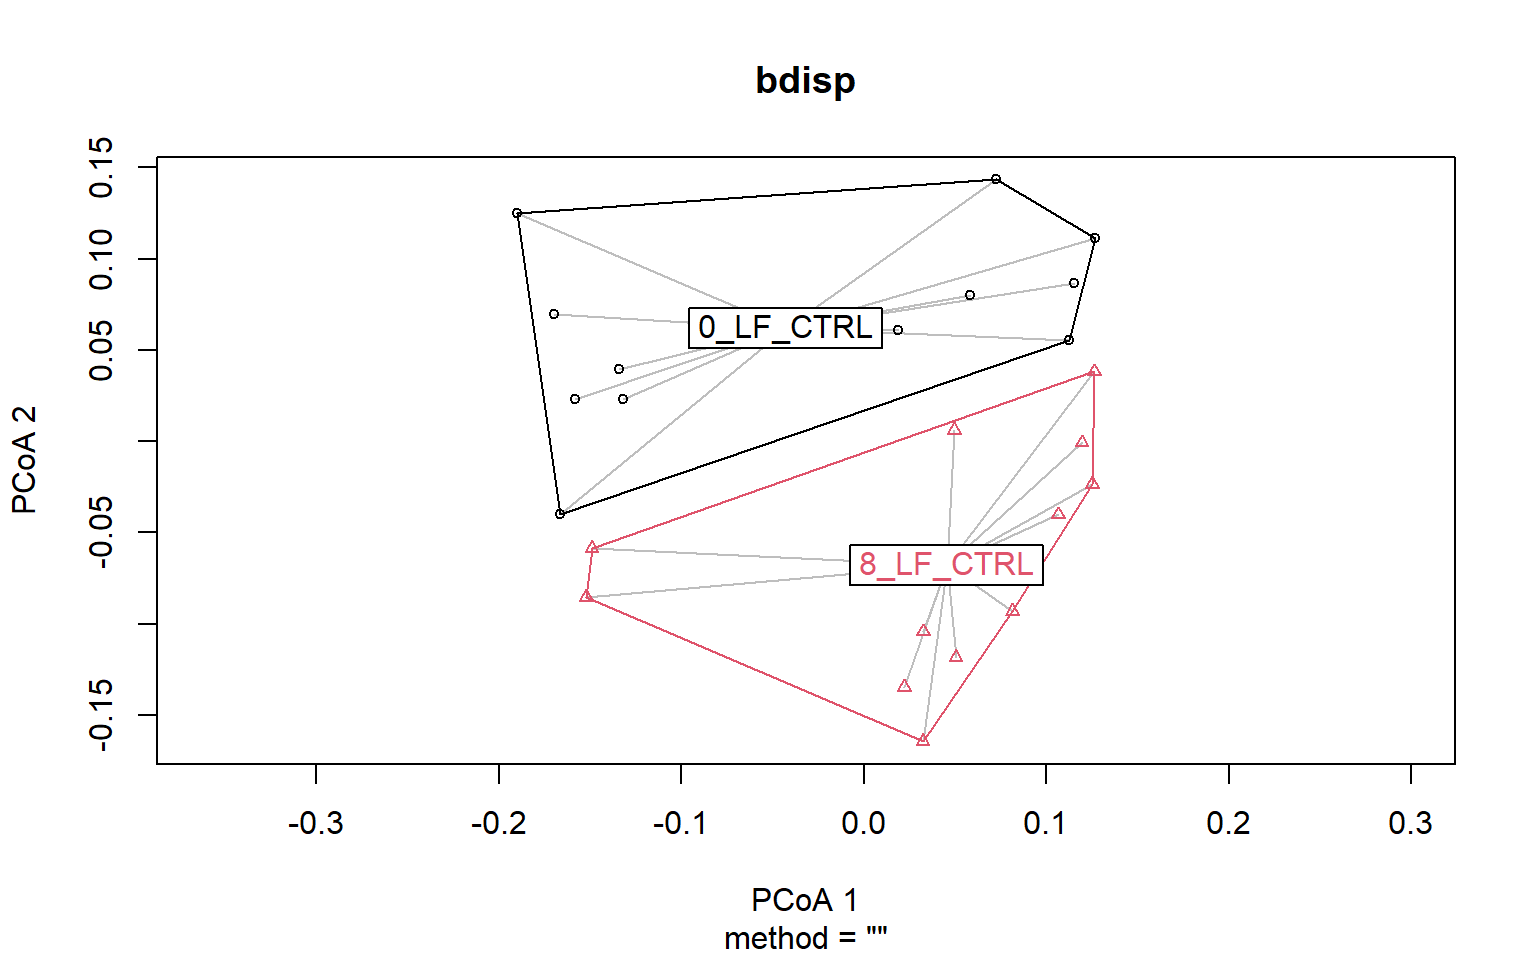 bdisp
0.15
0.10
0.05
-0.05
-0.15
PCoA 2
0_LF_CTRL
8_LF_CTRL
-0.3 -0.2 -0.1 0.0 0.1 0.2 0.3
PCoA 1
method = ""